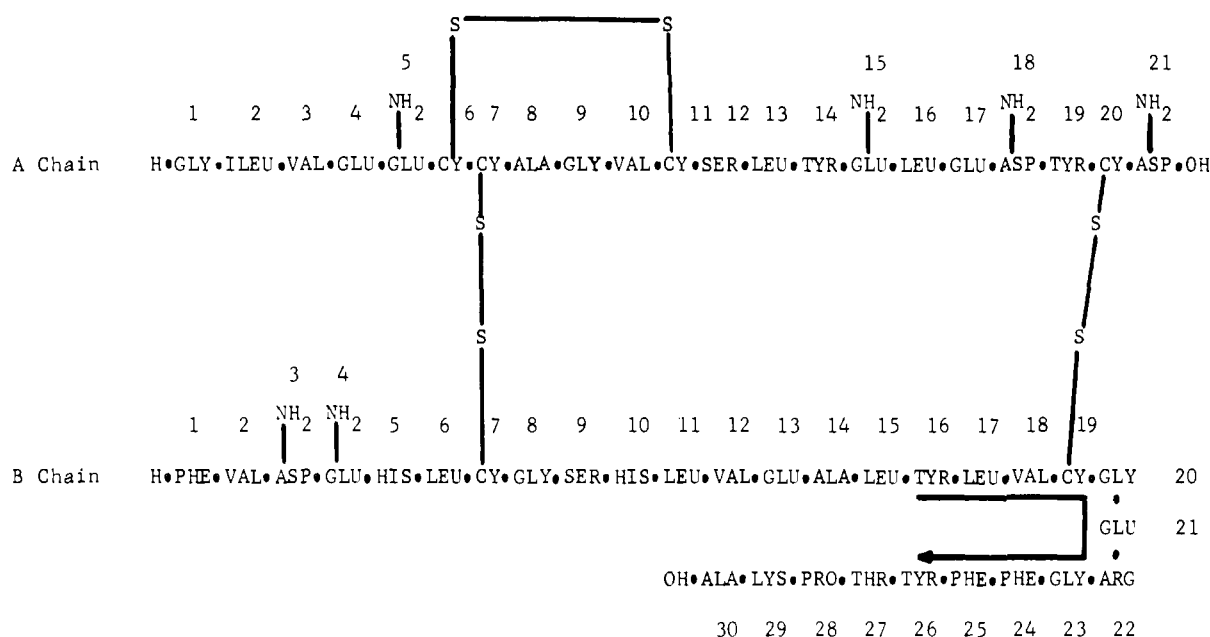 S S
5 15 18 21
NH2 NH2 NH2 NH2
1 2 3 4 6 7 8 9 10 11 12 13 14 16 17 19 20
A Chain H•GLY•ILEU•VAL•GLU•GLU•CY•CY•ALA•GLY•VAL•CY•SER•LEU•TYR•GLU•LEU•GLU•ASP•TYR•CY•ASP•OH
S S
S S
3 4
NH2 NH2
1 2 5 6 7 8 9 10 11 12 13 14 15 16 17 18 19
B Chain H•PHE•VAL•ASP•GLU•HIS•LEU•CY•GLY•SER•HIS•LEU•VAL•GLU•ALA•LEU•TYR•LEU•VAL•CY•GLY 20
GLU 21
OH•ALA•LYS•PRO•THR•TYR•PHE•PHE•GLY•ARG
30 29 28 27 26 25 24 23 22